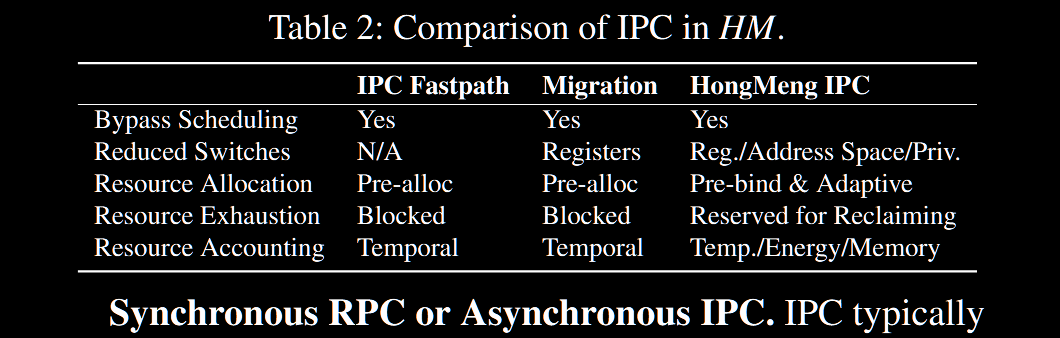 Table 2: Comparison of IPC in HM.
IPC Fastpath Migration HongMeng IPC
Bypass Scheduling Yes Yes Yes
Reduced Switches N/A Registers Reg./Address Space/Priv.
Resource Allocation Pre-alloc Pre-alloc Pre-bind & Adaptive
Resource Exhaustion Blocked Blocked Reserved for Reclaiming
Resource Accounting Temporal Temporal Temp./Energy/Memory
Synchronous RPC or Asynchronous IPC. IPC typically